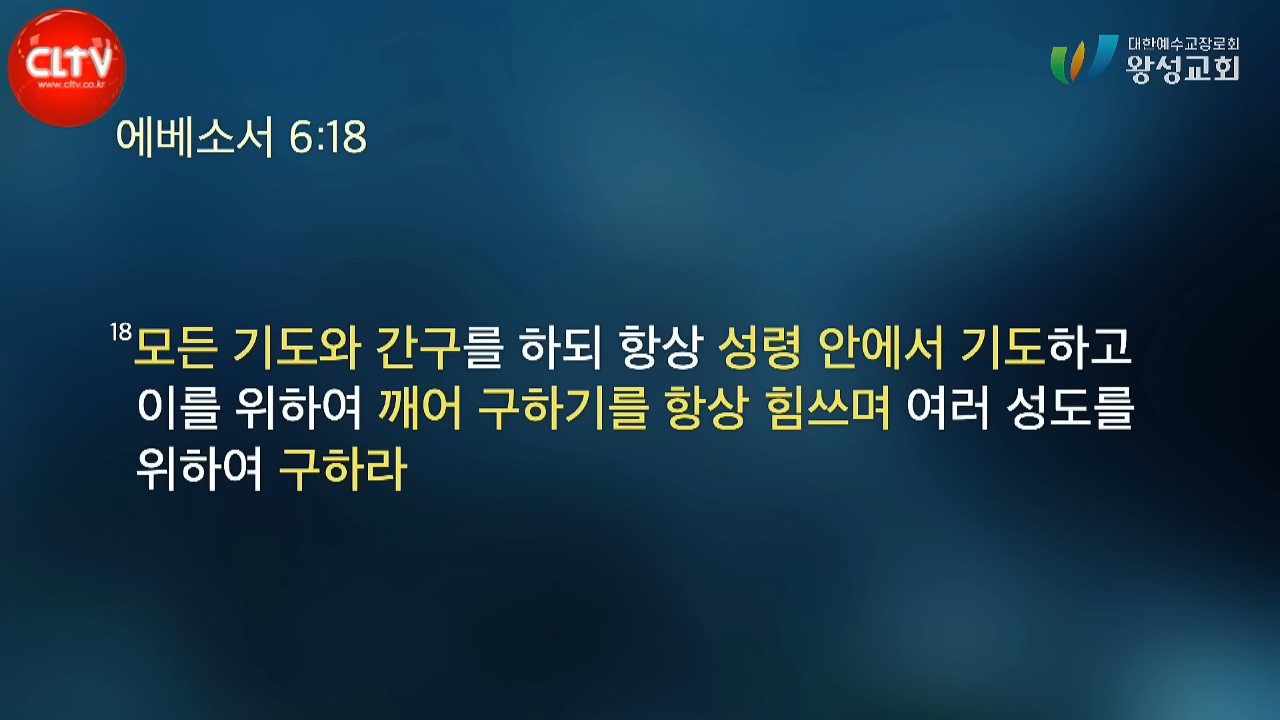 CLTV
www.cltv.co.kr
대한예수교장로회
왕성교회
에베소서 6:18
18 모든 기도와 간구를 하되 항상 성령 안에서 기도하고
이를 위하여 깨어 구하기를 항상 힘쓰며 여러 성도를
위하여 구하라